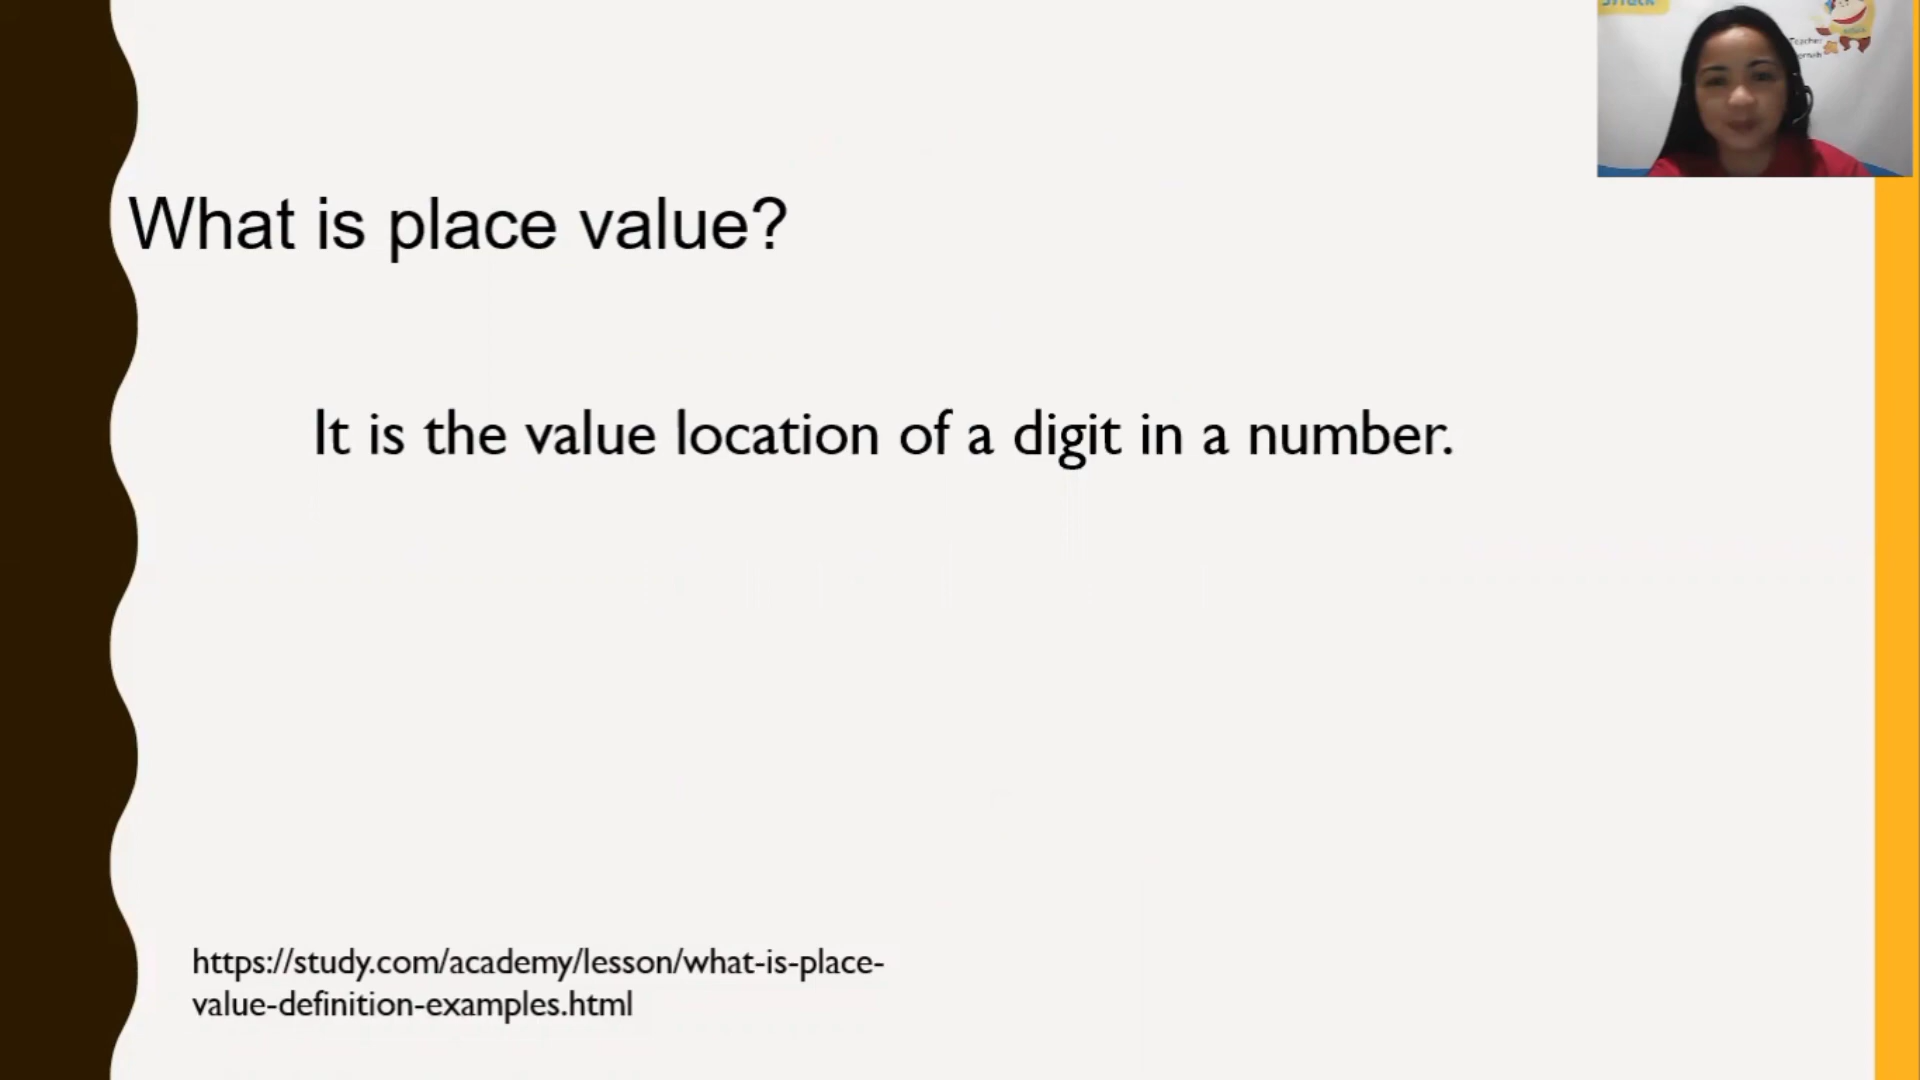 Teacher
What is place value?
It is the value location of a digit in a number.
https://study.com/academy/lesson/what-is-place-
value-definition-examples.html